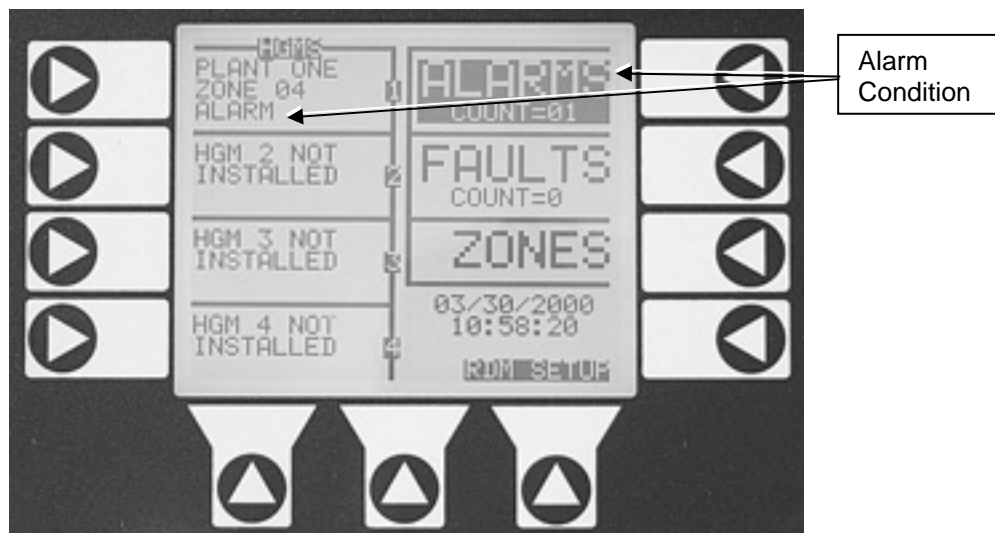 HGMS
PLANT ONE
ZONE 04
ALARM
1
HGM 2 NOT
INSTALLED
2
HGM 3 NOT
INSTALLED
3
HGM 4 NOT
INSTALLED
4
ALARMS
COUNT=01
FAULTS
COUNT=0
ZONES
03/30/2000
10:58:20
RDM SETUP
Alarm
Condition